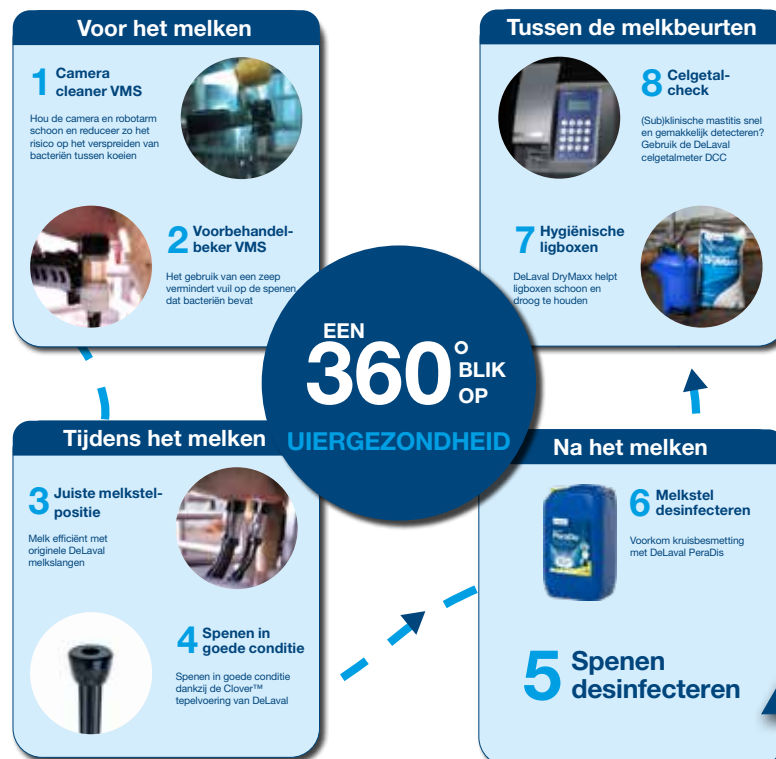 Voor het melken
1 Camera
cleaner VMS
Hou de camera en robotarm
schoon en reduceer zo het
risico op het verspreiden van
bacteriën tussen koeien
2 Voorbehandel-
beker VMS
Het gebruik van een zeep
vermindert vuil op de spenen
dat bacteriën bevat
Tussen de melkbeurten
8 Celgetal-
check
(Sub)klinische mastitis snel
en gemakkelijk detecteren?
Gebruik de DeLaval
celgetalmeter DCC
7 Hygiënische
ligboxen
DeLaval DryMaxx helpt
ligboxen schoon en
droog te houden
EEN
360°
BLIK
OP
UIERGEZONDHEID
Tijdens het melken
3 Juiste melkstel-
positie
Melk efficiënt met
originele DeLaval
melkslangen
4 Spenen in
goede conditie
Spenen in goede conditie
dankzij de Clover™
tepelvoering van DeLaval
Na het melken
6 Melkstel
desinfecteren
Voorkom kruisbesmetting
met DeLaval PeraDis
PeraDis
5 Spenen
desinfecteren